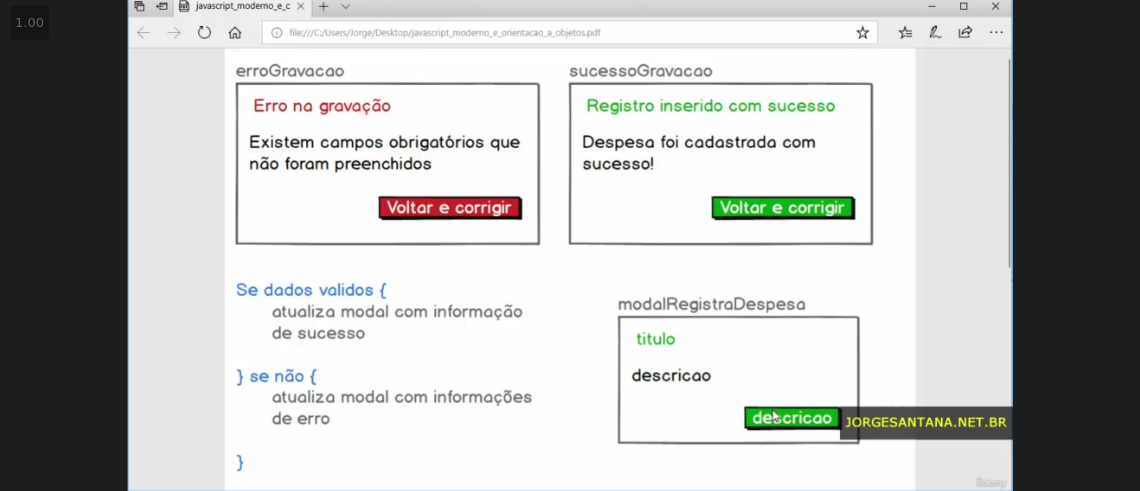 1.00
javascript_moderno_e_c
file:///C:/Users/Jorge/Desktop/javascript_moderno_e_orientacao_a_objetos.pdf
erroGravacao
Erro na gravação
Existem campos obrigatórios que
não foram preenchidos
Voltar e corrigir
sucessoGravacao
Registro inserido com sucesso
Despesa foi cadastrada com
sucesso!
Voltar e corrigir
Se dados validos {
atualiza modal com informação
de sucesso
} se não {
atualiza modal com informações
de erro
}
modalRegistraDespesa
titulo
descricao
descricao
JORGESANTANA.NET.BR
Udemy